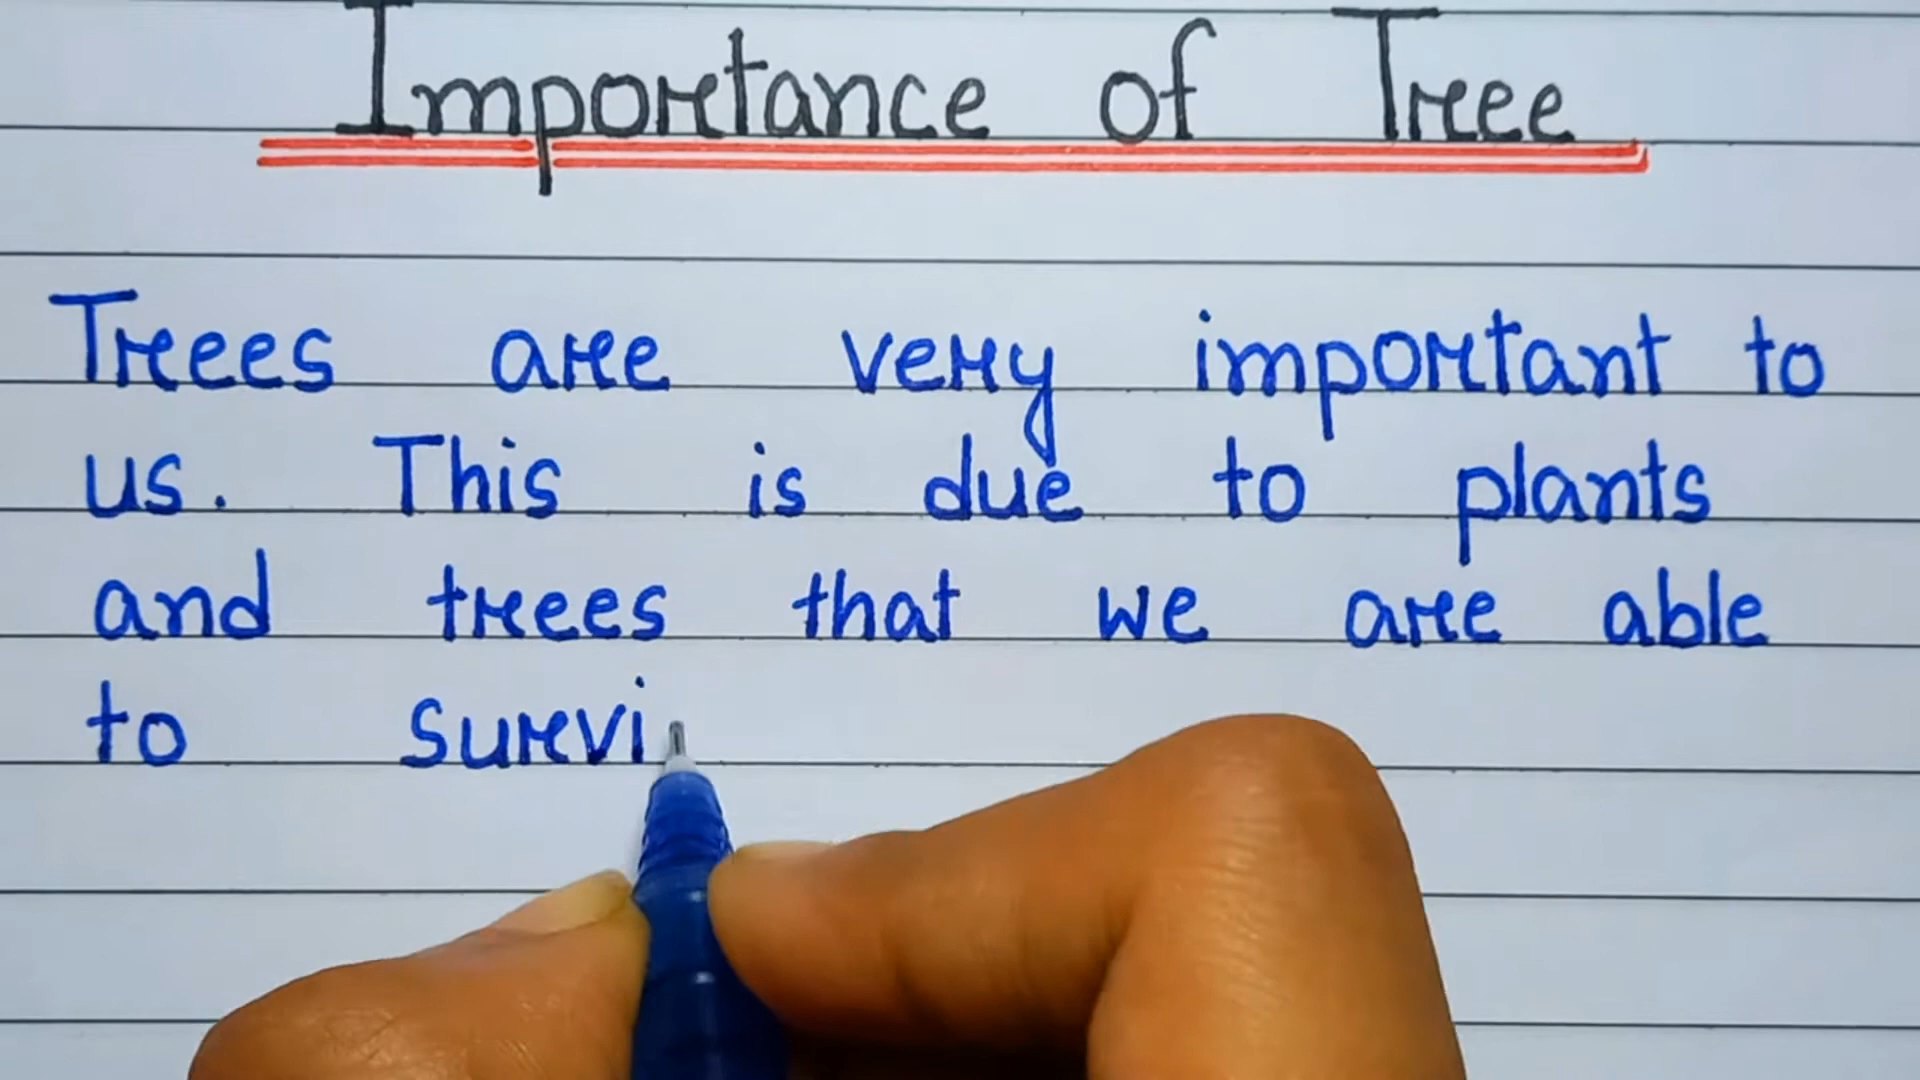 Importance of Tree
Trees are very important to
us. This is due to plants
and trees that we are able
to survi